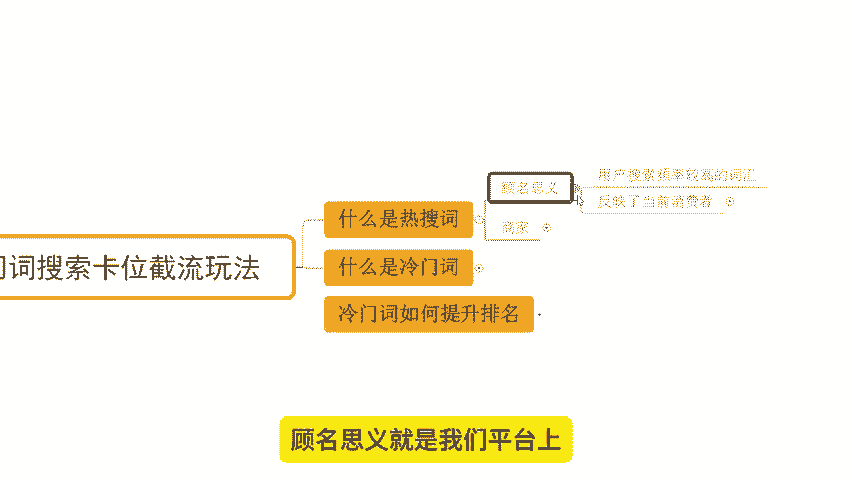 门词搜索卡位截流玩法
什么是热搜词
什么是冷门词
冷门词如何提升排名
顾名思义
商家
用户搜索频率较高的词汇
反映了当前消费者
顾名思义就是我们平台上